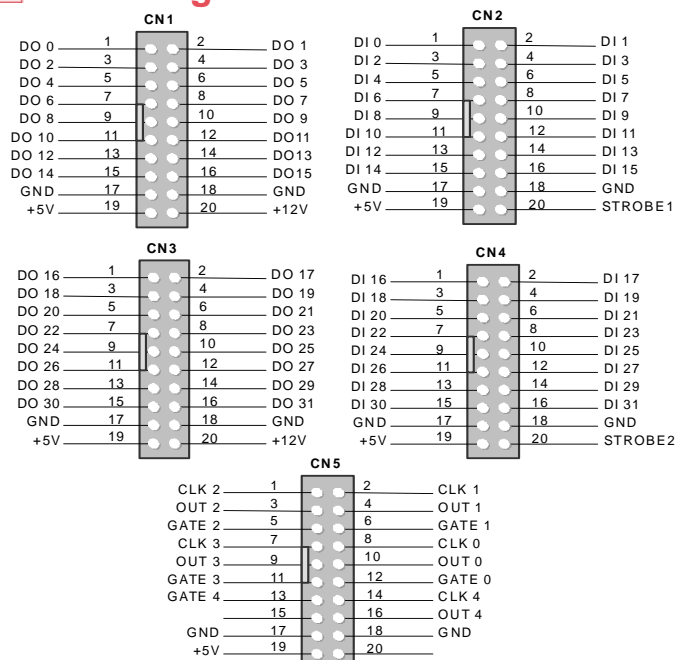 CN1
DO 0 1 2 DO 1
DO 2 3 4 DO 3
DO 4 5 6 DO 5
DO 6 7 8 DO 7
DO 8 9 10 DO 9
DO 10 11 12 DO11
DO 12 13 14 DO13
DO 14 15 16 DO15
GND 17 18 GND
+5V 19 20 +12V
CN2
DI 0 1 2 DI 1
DI 2 3 4 DI 3
DI 4 5 6 DI 5
DI 6 7 8 DI 7
DI 8 9 10 DI 9
DI 10 11 12 DI 11
DI 12 13 14 DI 13
DI 14 15 16 DI 15
GND 17 18 GND
+5V 19 20 STROBE1
CN3
DO 16 1 2 DO 17
DO 18 3 4 DO 19
DO 20 5 6 DO 21
DO 22 7 8 DO 23
DO 24 9 10 DO 25
DO 26 11 12 DO 27
DO 28 13 14 DO 29
DO 30 15 16 DO 31
GND 17 18 GND
+5V 19 20 +12V
CN4
DI 16 1 2 DI 17
DI 18 3 4 DI 19
DI 20 5 6 DI 21
DI 22 7 8 DI 23
DI 24 9 10 DI 25
DI 26 11 12 DI 27
DI 28 13 14 DI 29
DI 30 15 16 DI 31
GND 17 18 GND
+5V 19 20 STROBE2
CN5
CLK 2 1 2 CLK 1
OUT 2 3 4 OUT 1
GATE 2 5 6 GATE 1
CLK 3 7 8 CLK 0
OUT 3 9 10 OUT 0
GATE 3 11 12 GATE 0
GATE 4 13 14 CLK 4
15 16 OUT 4
GND 17 18 GND
+5V 19 20